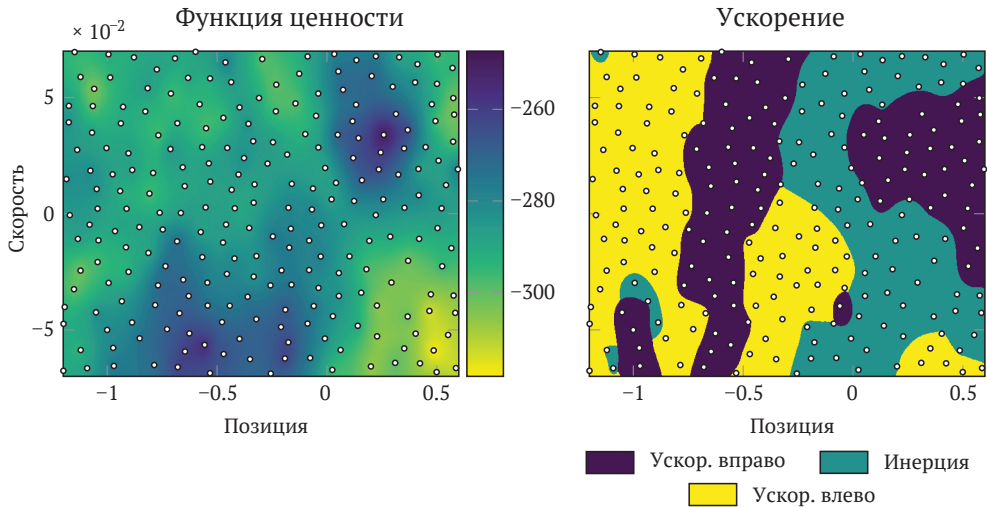 Функция ценности
Ускорение
× 10⁻²
5
0
−5
Скорость
−1
−0.5
0
0.5
Позиция
−260
−280
−300
−1
−0.5
0
0.5
Позиция
Ускор. вправо
Инерция
Ускор. влево